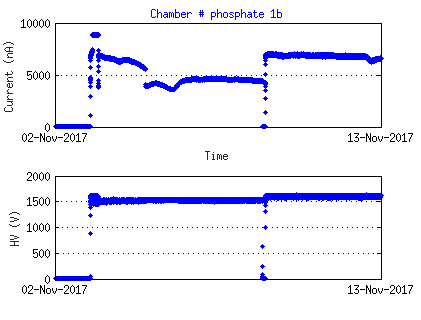 Chamber # phosphate 1b
Current (nA)
10000
5000
0
02-Nov-2017 13-Nov-2017
Time
HV (V)
2000
1500
1000
500
0
02-Nov-2017 13-Nov-2017